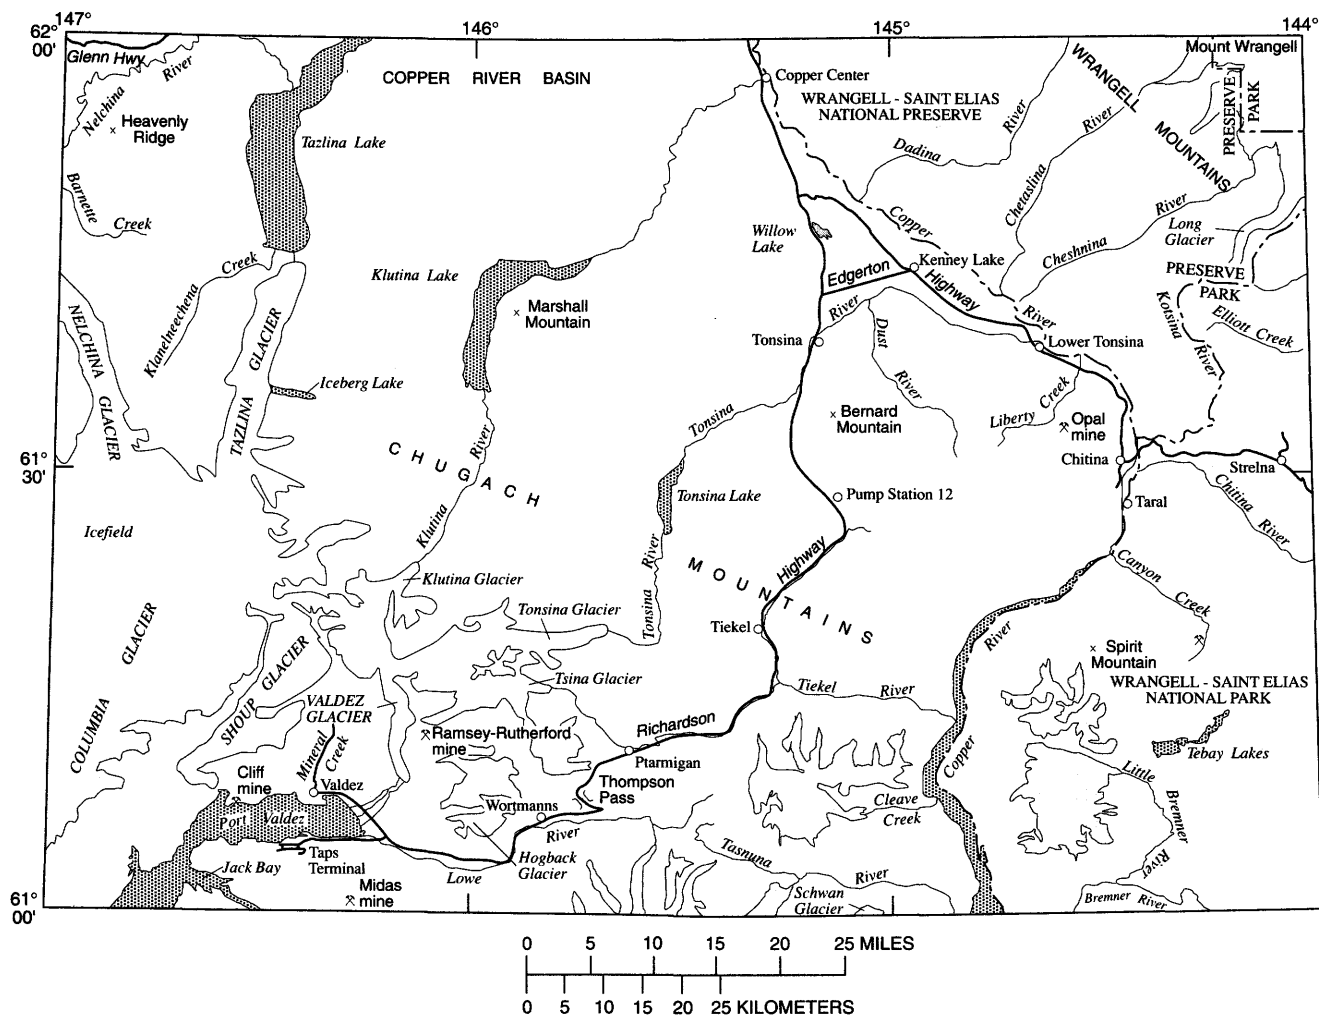 147°
146°
145°
144°
62°
00'
Glenn Hwy
River
Nelchina
Heavenly
Ridge
COPPER RIVER BASIN
Copper Center
WRANGELL - SAINT ELIAS
NATIONAL PRESERVE
WRANGELL
MOUNTAINS
Mount Wrangell
PRESERVE
PARK
River
River
Tazlina Lake
Dadina
Chetaslina
Barnette
Creek
River
Copper
Long
Glacier
Willow
Lake
Cheshnina
Creek
Klutina Lake
Kenney Lake
Edgerton
Highway
PRESERVE
PARK
Klanelneechena
Marshall
Mountain
River
River
Kotsina
River
Elliott Creek
NELCHINA
GLACIER
GLACIER
TAZLINA
Tonsina
Dust
River
Lower Tonsina
Iceberg Lake
Creek
Liberty
Tonsina
Bernard
Mountain
Opal
mine
CHUGACH
River
Klutina
61°
30'
Chitina
Strelna
Tonsina Lake
Pump Station 12
Taral
Chitina
River
Icefield
River
Tonsina
Highway
MOUNTAINS
Canyon
Creek
Klutina Glacier
Tonsina Glacier
GLACIER
COLUMBIA
Tiekel
River
Spirit
Mountain
GLACIER
SHOUP
Tsina Glacier
Tiekel River
WRANGELL - SAINT ELIAS
NATIONAL PARK
VALDEZ
GLACIER
Richardson
Ramsey-Rutherford
mine
Mineral
Creek
Ptarmigan
Copper
Tebay Lakes
Little
Bremner
River
Cliff
mine
Valdez
Thompson
Pass
Wortmanns
Cleave
Creek
Port Valdez
River
Taps
Terminal
Hogback
Glacier
Tasnuna
River
Jack Bay
Lowe
Midas
mine
Schwan
Glacier
Bremner River
61°
00'
0 5 10 15 20 25 MILES
0 5 10 15 20 25 KILOMETERS